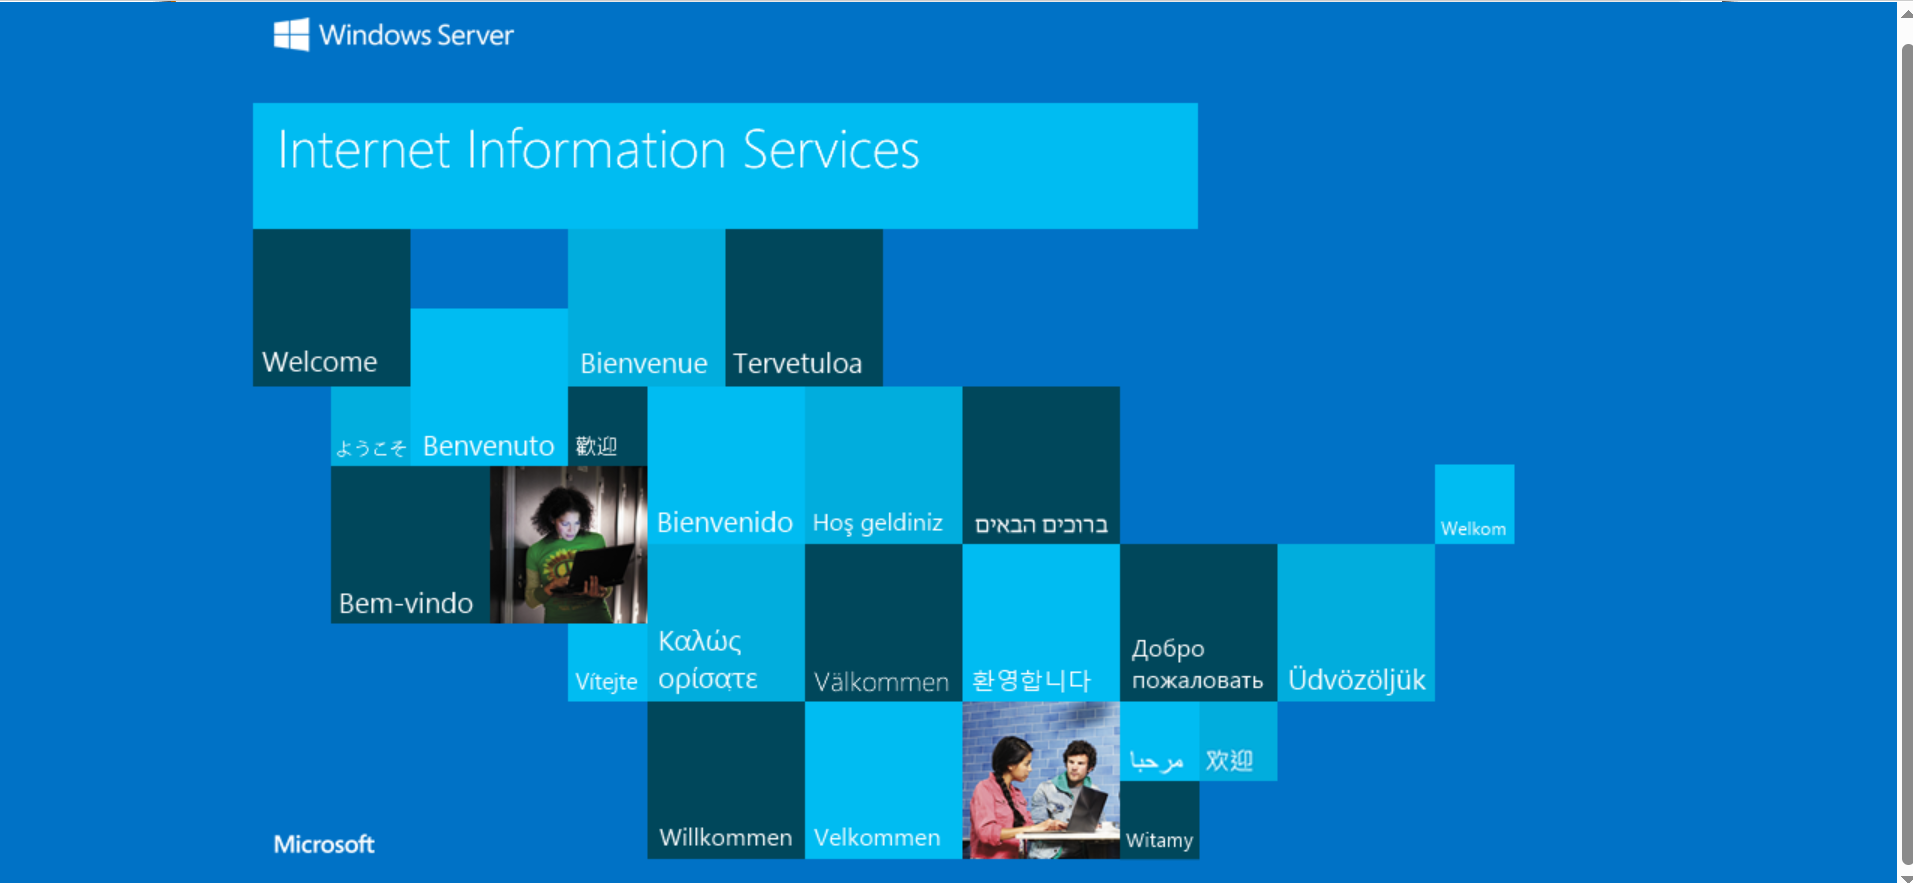 Windows Server
Internet Information Services
Welcome
Bienvenue
Tervetuloa
ようこそ
Benvenuto
歡迎
Bienvenido
Hoş geldiniz
ברוכים הבאים
Welkom
Bem-vindo
Vítejte
Καλώς
ορίσατε
Välkommen
환영합니다
Добро
пожаловать
Üdvözöljük
مرحبا
欢迎
Microsoft
Willkommen
Velkommen
Witamy